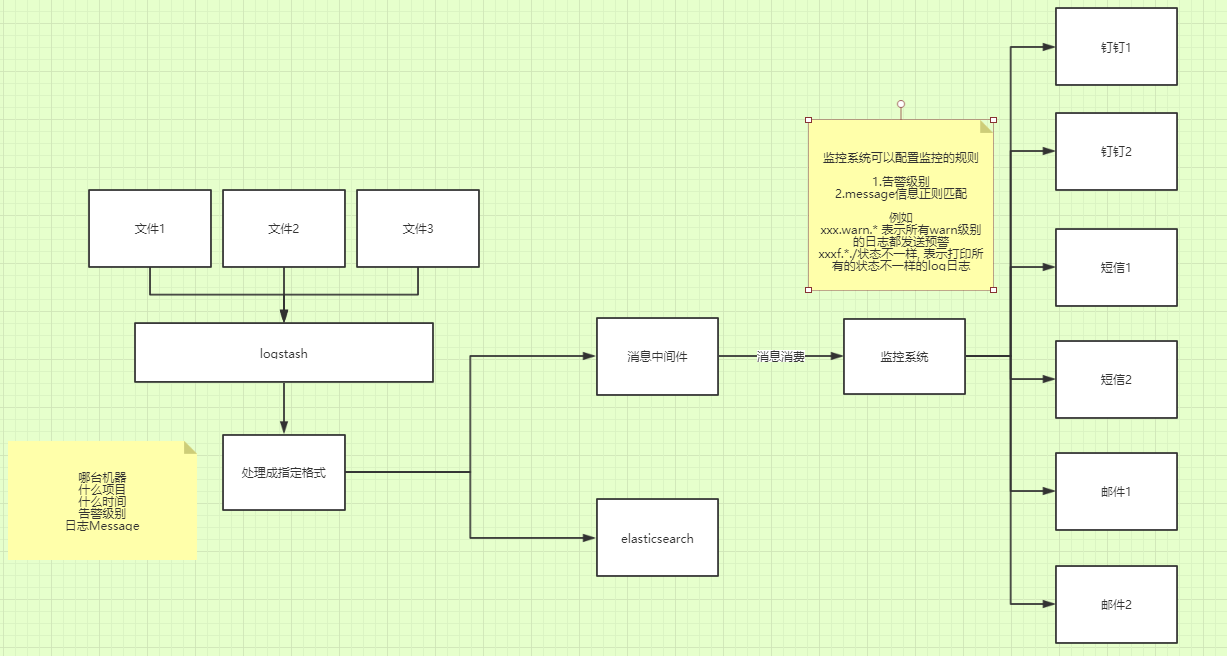 钉钉1
钉钉2
监控系统可以配置监控的规则
1.告警级别
2.message信息正则匹配
例如
xxx.warn.* 表示所有warn级别
的日志都发送预警
xxxf.*./状态不一样, 表示打印所
有的状态不一样的log日志
文件1
文件2
文件3
短信1
logstash
消息中间件
消息消费
监控系统
短信2
处理成指定格式
哪台机器
什么项目
什么时间
告警级别
日志Message
elasticsearch
邮件1
邮件2